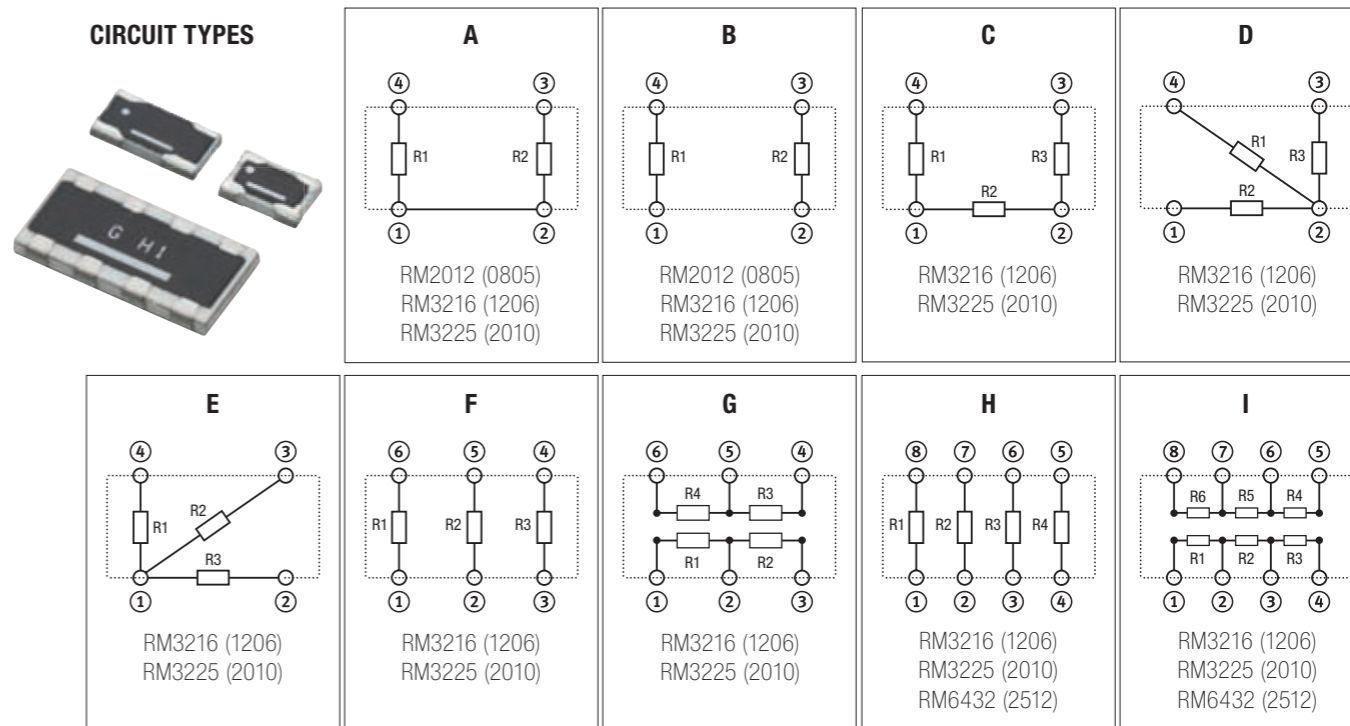 CIRCUIT TYPES
G HI
A
4 3
R1 R2
1 2
RM2012 (0805)
RM3216 (1206)
RM3225 (2010)
B
4 3
R1 R2
1 2
RM2012 (0805)
RM3216 (1206)
RM3225 (2010)
C
4 3
R1 R3
R2
1 2
RM3216 (1206)
RM3225 (2010)
D
4 3
R1
R3
R2
1 2
RM3216 (1206)
RM3225 (2010)
E
4 3
R2
R1
R3
1 2
RM3216 (1206)
RM3225 (2010)
F
6 5 4
R1 R2 R3
1 2 3
RM3216 (1206)
RM3225 (2010)
G
6 5 4
R4 R3
R1 R2
1 2 3
RM3216 (1206)
RM3225 (2010)
H
8 7 6 5
R1 R2 R3 R4
1 2 3 4
RM3216 (1206)
RM3225 (2010)
RM6432 (2512)
I
8 7 6 5
R6 R5 R4
R1 R2 R3
1 2 3 4
RM3216 (1206)
RM3225 (2010)
RM6432 (2512)